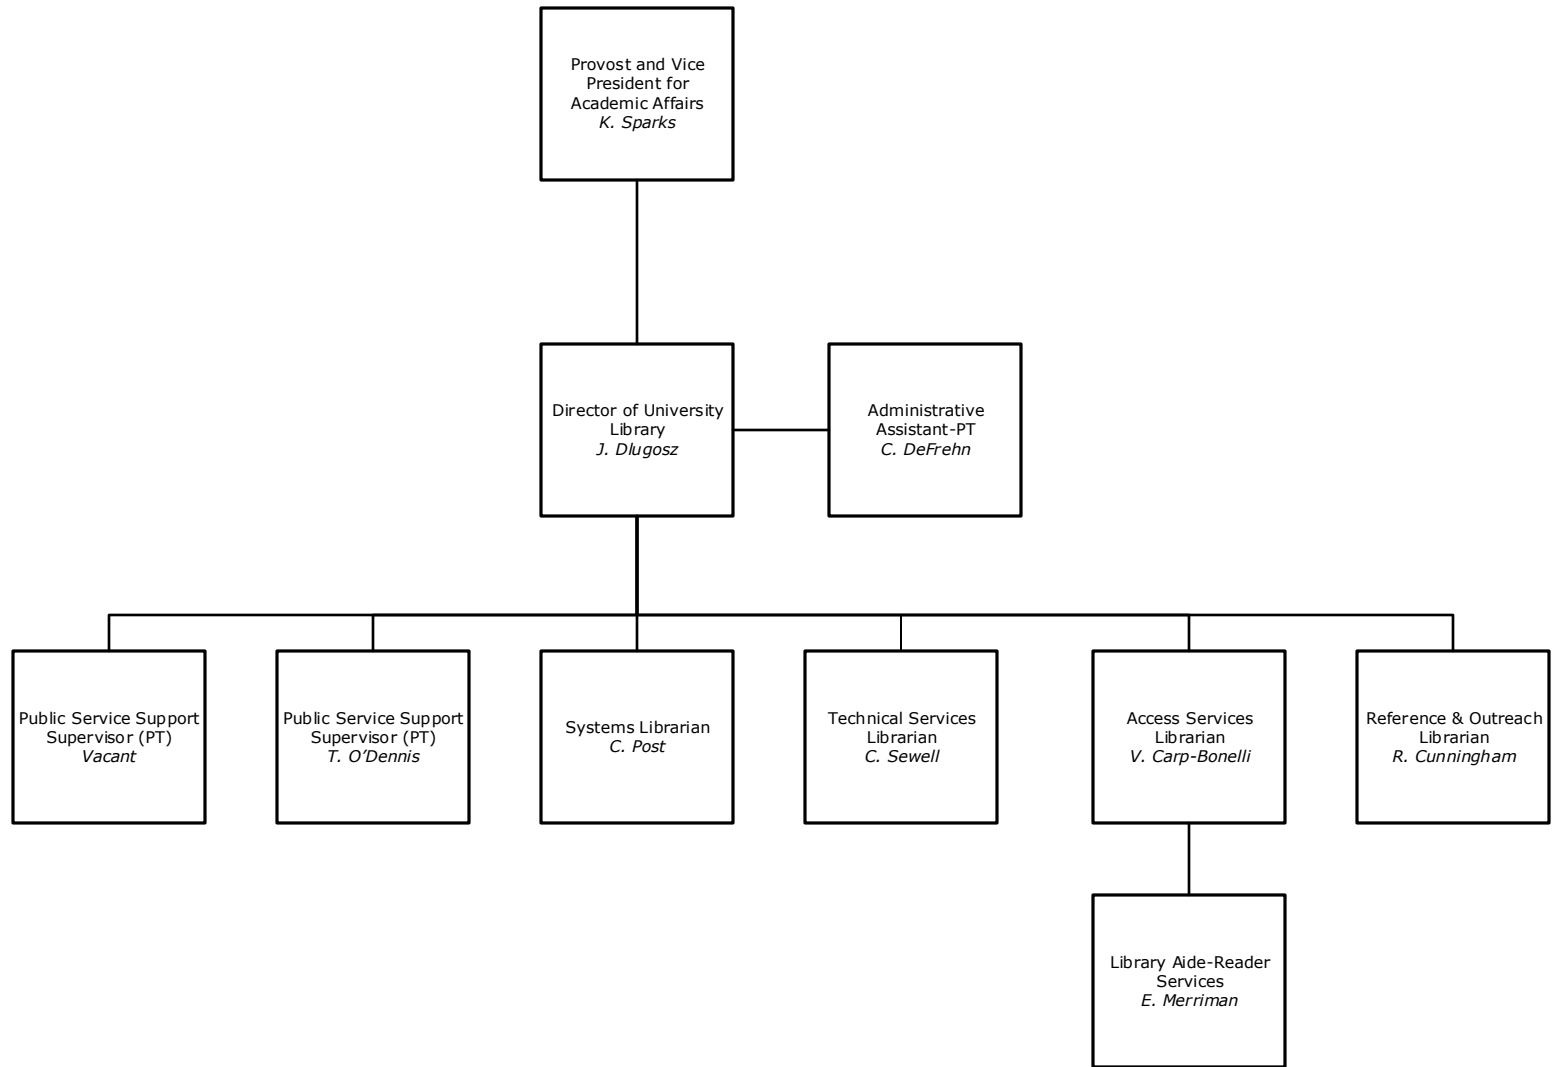 Provost and Vice
President for
Academic Affairs
K. Sparks
Director of University
Library
J. Dlugosz
Administrative
Assistant-PT
C. DeFrehn
Public Service Support
Supervisor (PT)
Vacant
Public Service Support
Supervisor (PT)
T. O’Dennis
Systems Librarian
C. Post
Technical Services
Librarian
C. Sewell
Access Services
Librarian
V. Carp-Bonelli
Reference & Outreach
Librarian
R. Cunningham
Library Aide-Reader
Services
E. Merriman